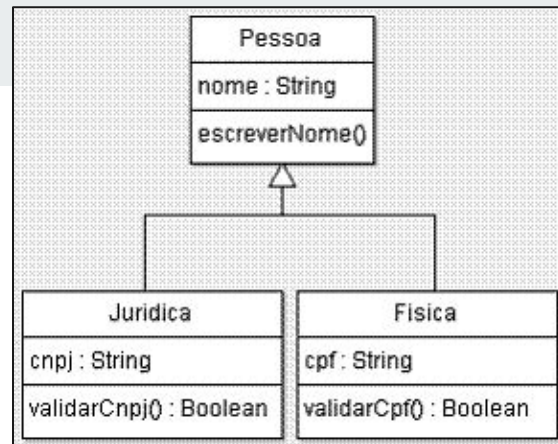 Pessoa
nome : String
escreverNome()
Juridica
cnpj : String
validarCnpj() : Boolean
Fisica
cpf : String
validarCpf() : Boolean